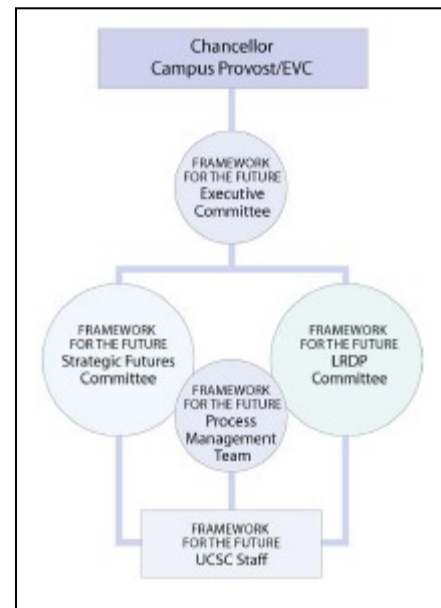 Chancellor
Campus Provost/EVC
FRAMEWORK
FOR THE FUTURE
Executive
Committee
FRAMEWORK
FOR THE FUTURE
Strategic Futures
Committee
FRAMEWORK
FOR THE FUTURE
LRDP
Committee
FRAMEWORK
FOR THE FUTURE
Process
Management
Team
FRAMEWORK
FOR THE FUTURE
UCSC Staff